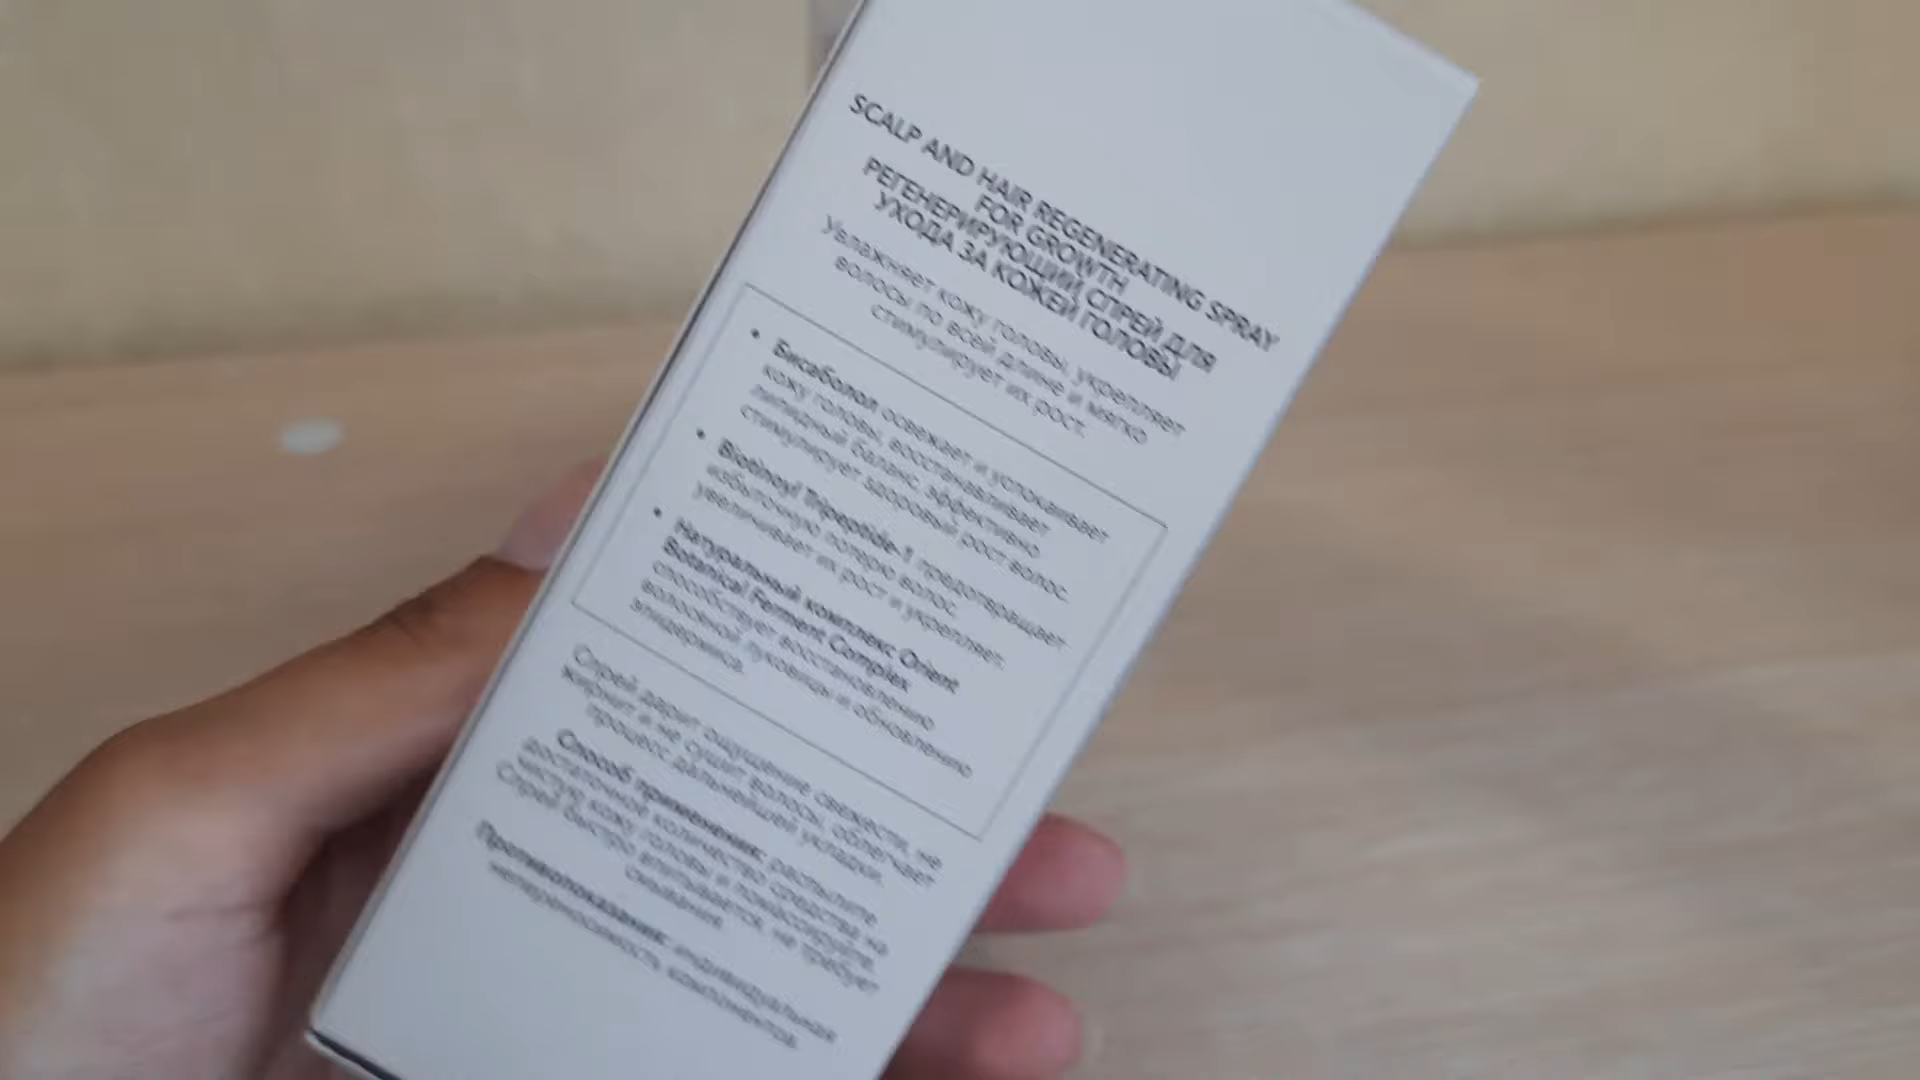 SCALP AND HAIR REGENERATING SPRAY
FOR GROWTH
РЕГЕНЕРИРУЮЩИЙ СПРЕЙ ДЛЯ
УХОДА ЗА КОЖЕЙ ГОЛОВЫ
Увлажняет кожу головы, укрепляет
волосы по всей длине и мягко
стимулирует их рост.
• Бисаболол освежает и успокаивает
кожу головы, восстанавливает
липидный баланс, эффективно
стимулирует здоровый рост волос.
• Biotinoyl Tripeptide-1 предотвращает
избыточную потерю волос,
увеличивает их рост и укрепляет.
• Натуральный комплекс Orient
Botanical Ferment Complex
способствует восстановлению
волосяной луковицы и обновлению
эпидермиса.
Спрей дарит ощущение свежести, не
жирнит и не сушит волосы, облегчает
процесс дальнейшей укладки.
Способ применения: распылите
достаточное количество средства на
чистую кожу головы и помассируйте.
Спрей быстро впитывается, не требует
смывания.
Противопоказания: индивидуальная
непереносимость компонентов.